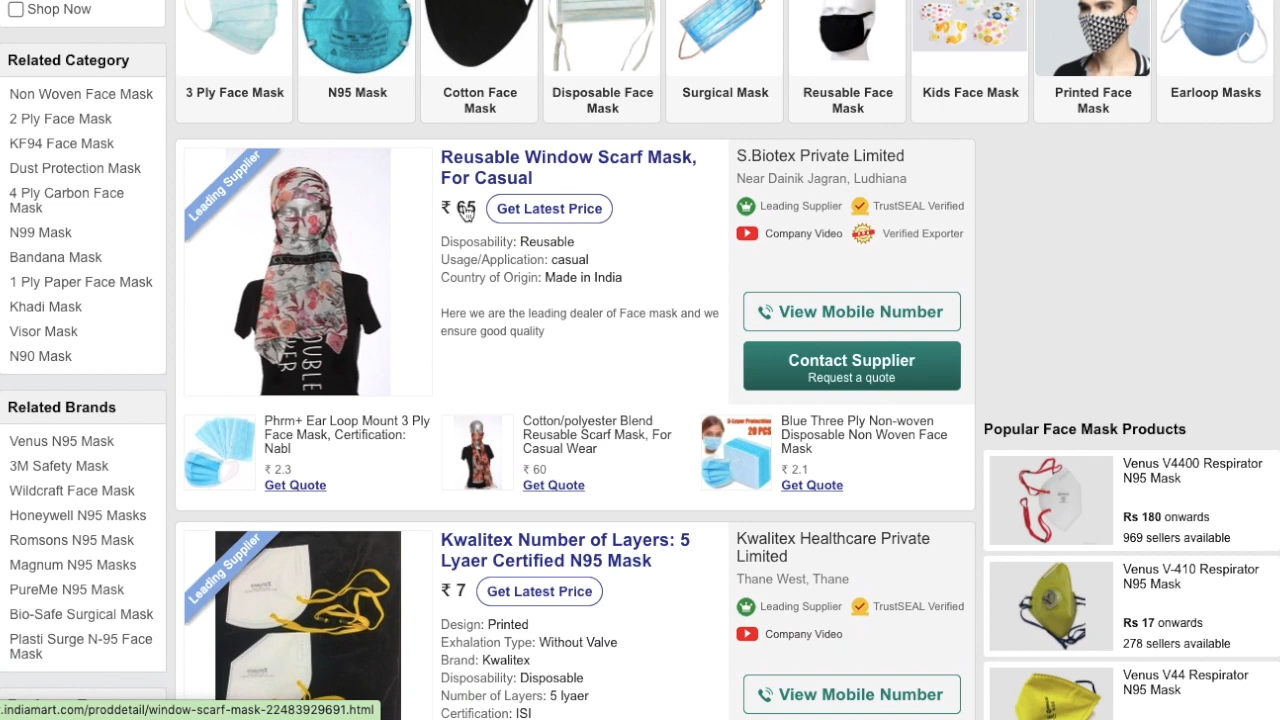 Shop Now
Related Category
Non Woven Face Mask
2 Ply Face Mask
KF94 Face Mask
Dust Protection Mask
4 Ply Carbon Face
Mask
N99 Mask
Bandana Mask
1 Ply Paper Face Mask
Khadi Mask
Visor Mask
N90 Mask
Related Brands
Venus N95 Mask
3M Safety Mask
Wildcraft Face Mask
Honeywell N95 Masks
Romsons N95 Mask
Magnum N95 Masks
PureMe N95 Mask
Bio-Safe Surgical Mask
Plasti Surge N-95 Face
Mask
3 Ply Face Mask
N95 Mask
Cotton Face
Mask
Disposable Face
Mask
Surgical Mask
Reusable Face
Mask
Kids Face Mask
Printed Face
Mask
Earloop Masks
Leading Supplier
Reusable Window Scarf Mask,
For Casual
₹ 65
Get Latest Price
Disposability: Reusable
Usage/Application: casual
Country of Origin: Made in India
Here we are the leading dealer of Face mask and we
ensure good quality
S.Biotex Private Limited
Near Dainik Jagran, Ludhiana
Leading Supplier
TrustSEAL Verified
Company Video
Verified Exporter
View Mobile Number
Contact Supplier
Request a quote
Phrm+ Ear Loop Mount 3 Ply
Face Mask, Certification:
Nabl
₹ 2.3
Get Quote
Cotton/polyester Blend
Reusable Scarf Mask, For
Casual Wear
₹ 60
Get Quote
20 PCS
Blue Three Ply Non-woven
Disposable Non Woven Face
Mask
₹ 2.1
Get Quote
Leading Supplier
Kwalitex Number of Layers: 5
Lyaer Certified N95 Mask
₹ 7
Get Latest Price
Design: Printed
Exhalation Type: Without Valve
Brand: Kwalitex
Disposability: Disposable
Number of Layers: 5 lyaer
Certification: ISI
Kwalitex Healthcare Private
Limited
Thane West, Thane
Leading Supplier
TrustSEAL Verified
Company Video
View Mobile Number
Popular Face Mask Products
Venus V4400 Respirator
N95 Mask
Rs 180 onwards
969 sellers available
Venus V-410 Respirator
N95 Mask
Rs 17 onwards
278 sellers available
Venus V44 Respirator
N95 Mask
.indiamart.com/proddetail/window-scarf-mask-22483929691.html